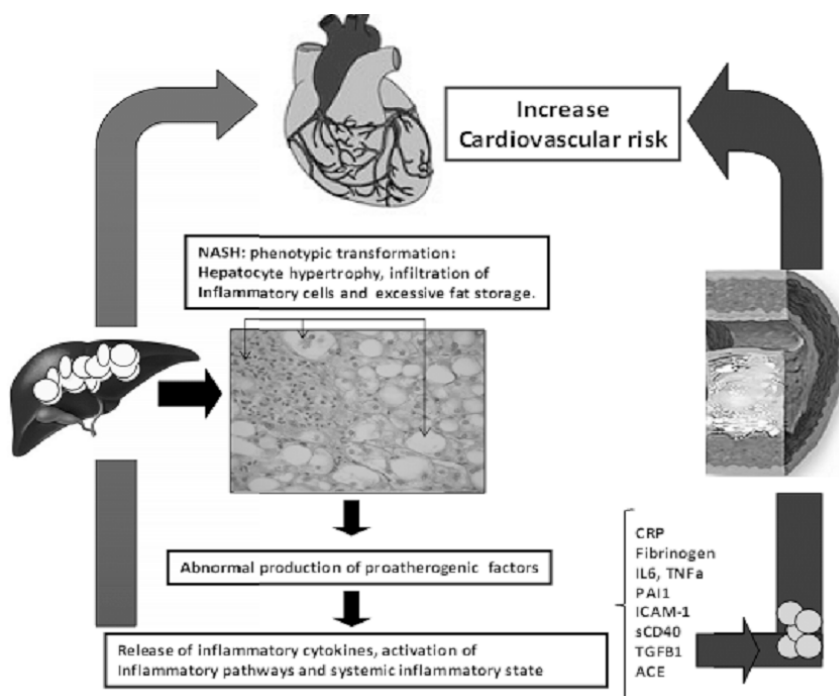 Increase
Cardiovascular risk
NASH: phenotypic transformation:
Hepatocyte hypertrophy, infiltration of
Inflammatory cells and excessive fat storage.
Abnormal production of proatherogenic factors
Release of inflammatory cytokines, activation of
Inflammatory pathways and systemic inflammatory state
CRP
Fibrinogen
IL6, TNFa
PAI1
ICAM-1
sCD40
TGFB1
ACE